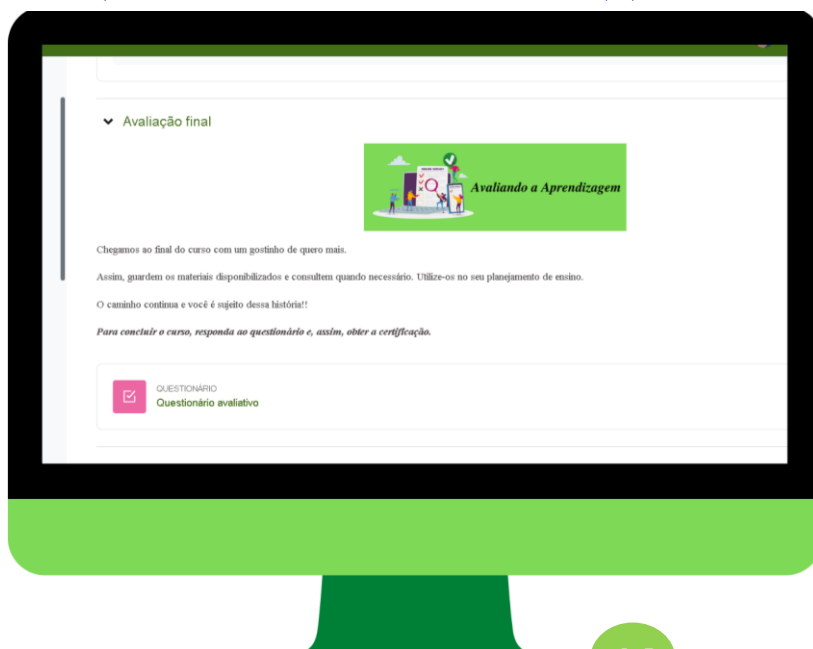 Avaliação final
Avaliando a Aprendizagem
Chegamos ao final do curso com um gostinho de quero mais.
Assim, guardem os materiais disponibilizados e consultem quando necessário. Utilize-os no seu planejamento de ensino.
O caminho continua e você é sujeito dessa história!!
Para concluir o curso, responda ao questionário e, assim, obter a certificação.
QUESTIONÁRIO
Questionário avaliativo